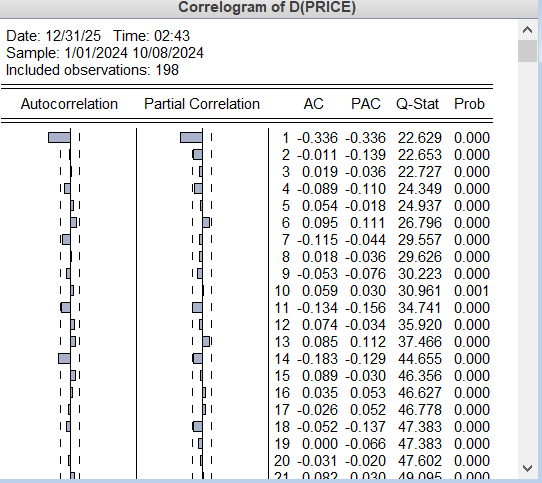 Correlogram of D(PRICE)
Date: 12/31/25 Time: 02:43
Sample: 1/01/2024 10/08/2024
Included observations: 198
Autocorrelation Partial Correlation AC PAC Q-Stat Prob
1 -0.336 -0.336 22.629 0.000
2 -0.011 -0.139 22.653 0.000
3 0.019 -0.036 22.727 0.000
4 -0.089 -0.110 24.349 0.000
5 0.054 -0.018 24.937 0.000
6 0.095 0.111 26.796 0.000
7 -0.115 -0.044 29.557 0.000
8 0.018 -0.036 29.626 0.000
9 -0.053 -0.076 30.223 0.000
10 0.059 0.030 30.961 0.001
11 -0.134 -0.156 34.741 0.000
12 0.074 -0.034 35.920 0.000
13 0.085 0.112 37.466 0.000
14 -0.183 -0.129 44.655 0.000
15 0.089 -0.030 46.356 0.000
16 0.035 0.053 46.627 0.000
17 -0.026 0.052 46.778 0.000
18 -0.052 -0.137 47.383 0.000
19 0.000 -0.066 47.383 0.000
20 -0.031 -0.020 47.602 0.000
21 0.082 0.030 49.095 0.000